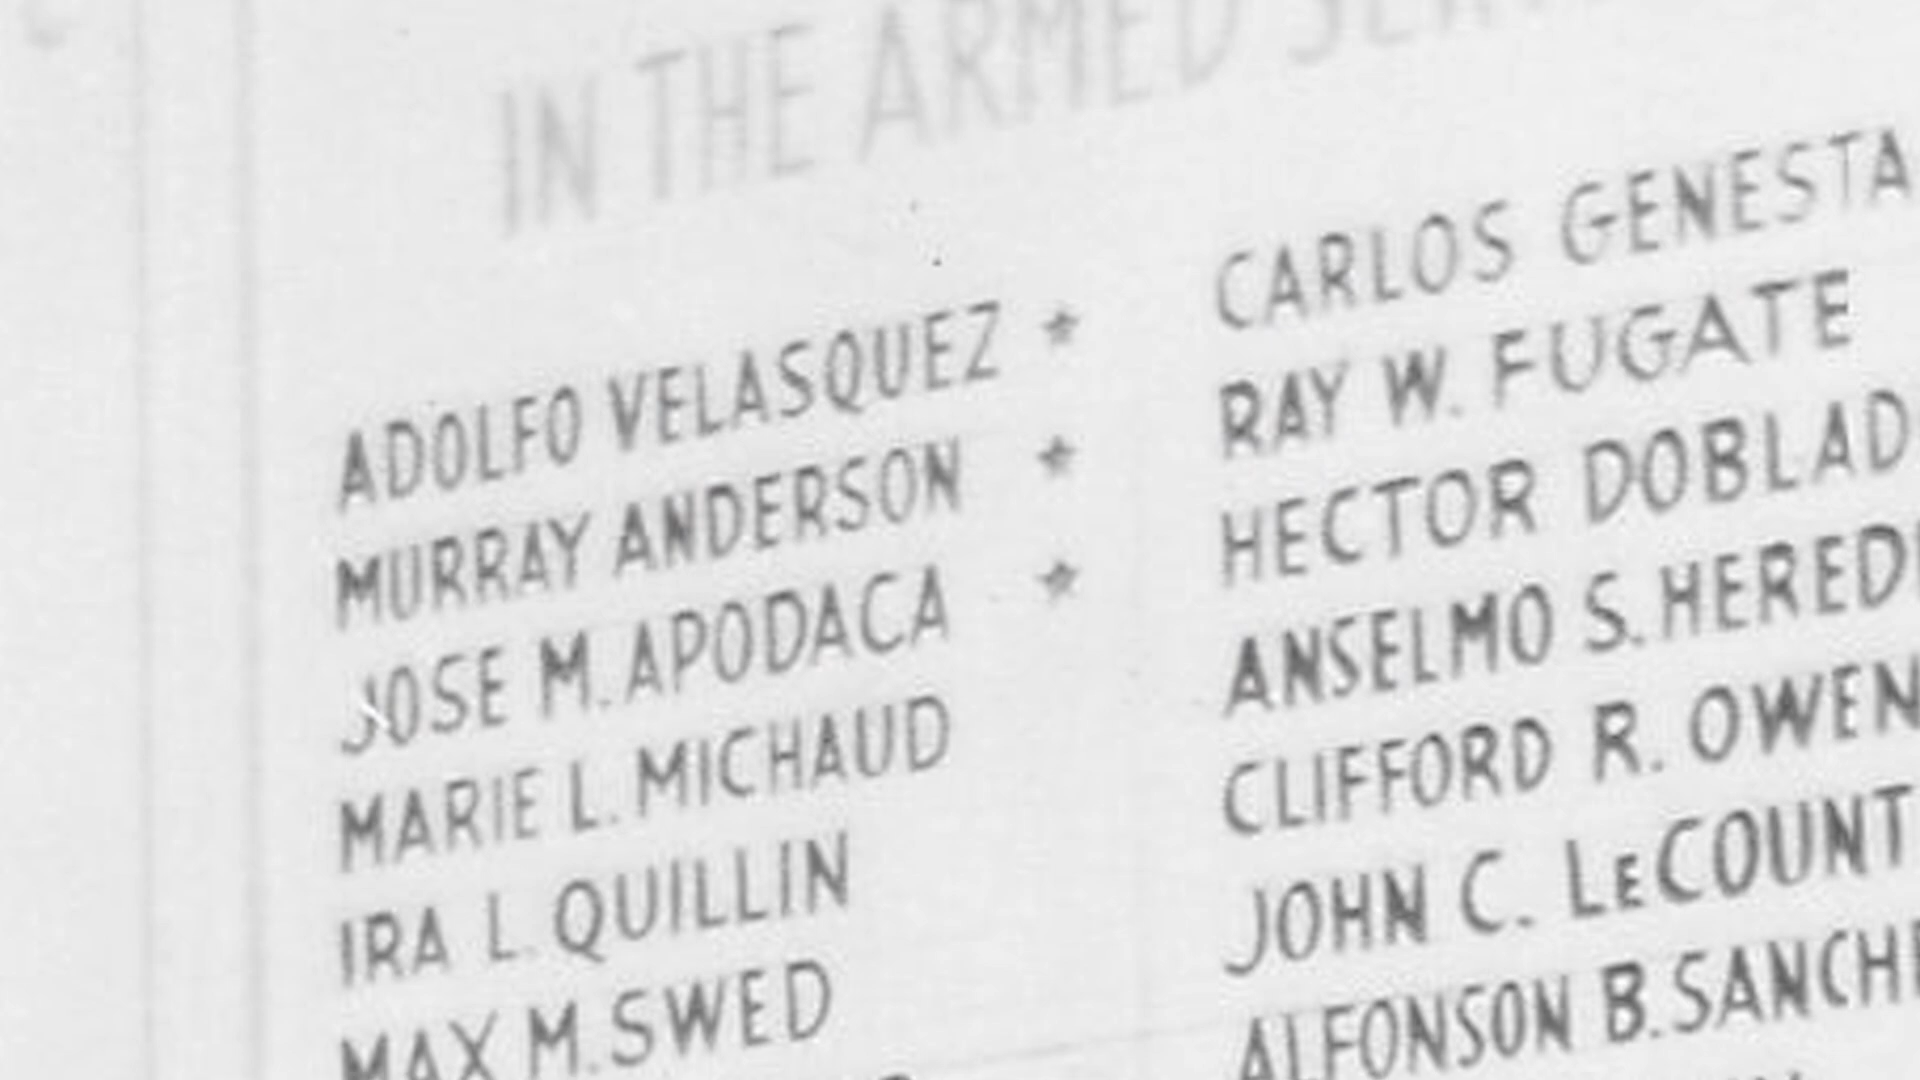 IN THE ARMED
ADOLFO VELASQUEZ *
MURRAY ANDERSON *
JOSE M. APODACA *
MARIE L. MICHAUD
IRA L. QUILLIN
MAX M. SWED
CARLOS GENESTA
RAY W. FUGATE
HECTOR DOBLAD
ANSELMO S. HERED
CLIFFORD R. OWEN
JOHN C. LeCOUNT
ALFONSON B. SANCH